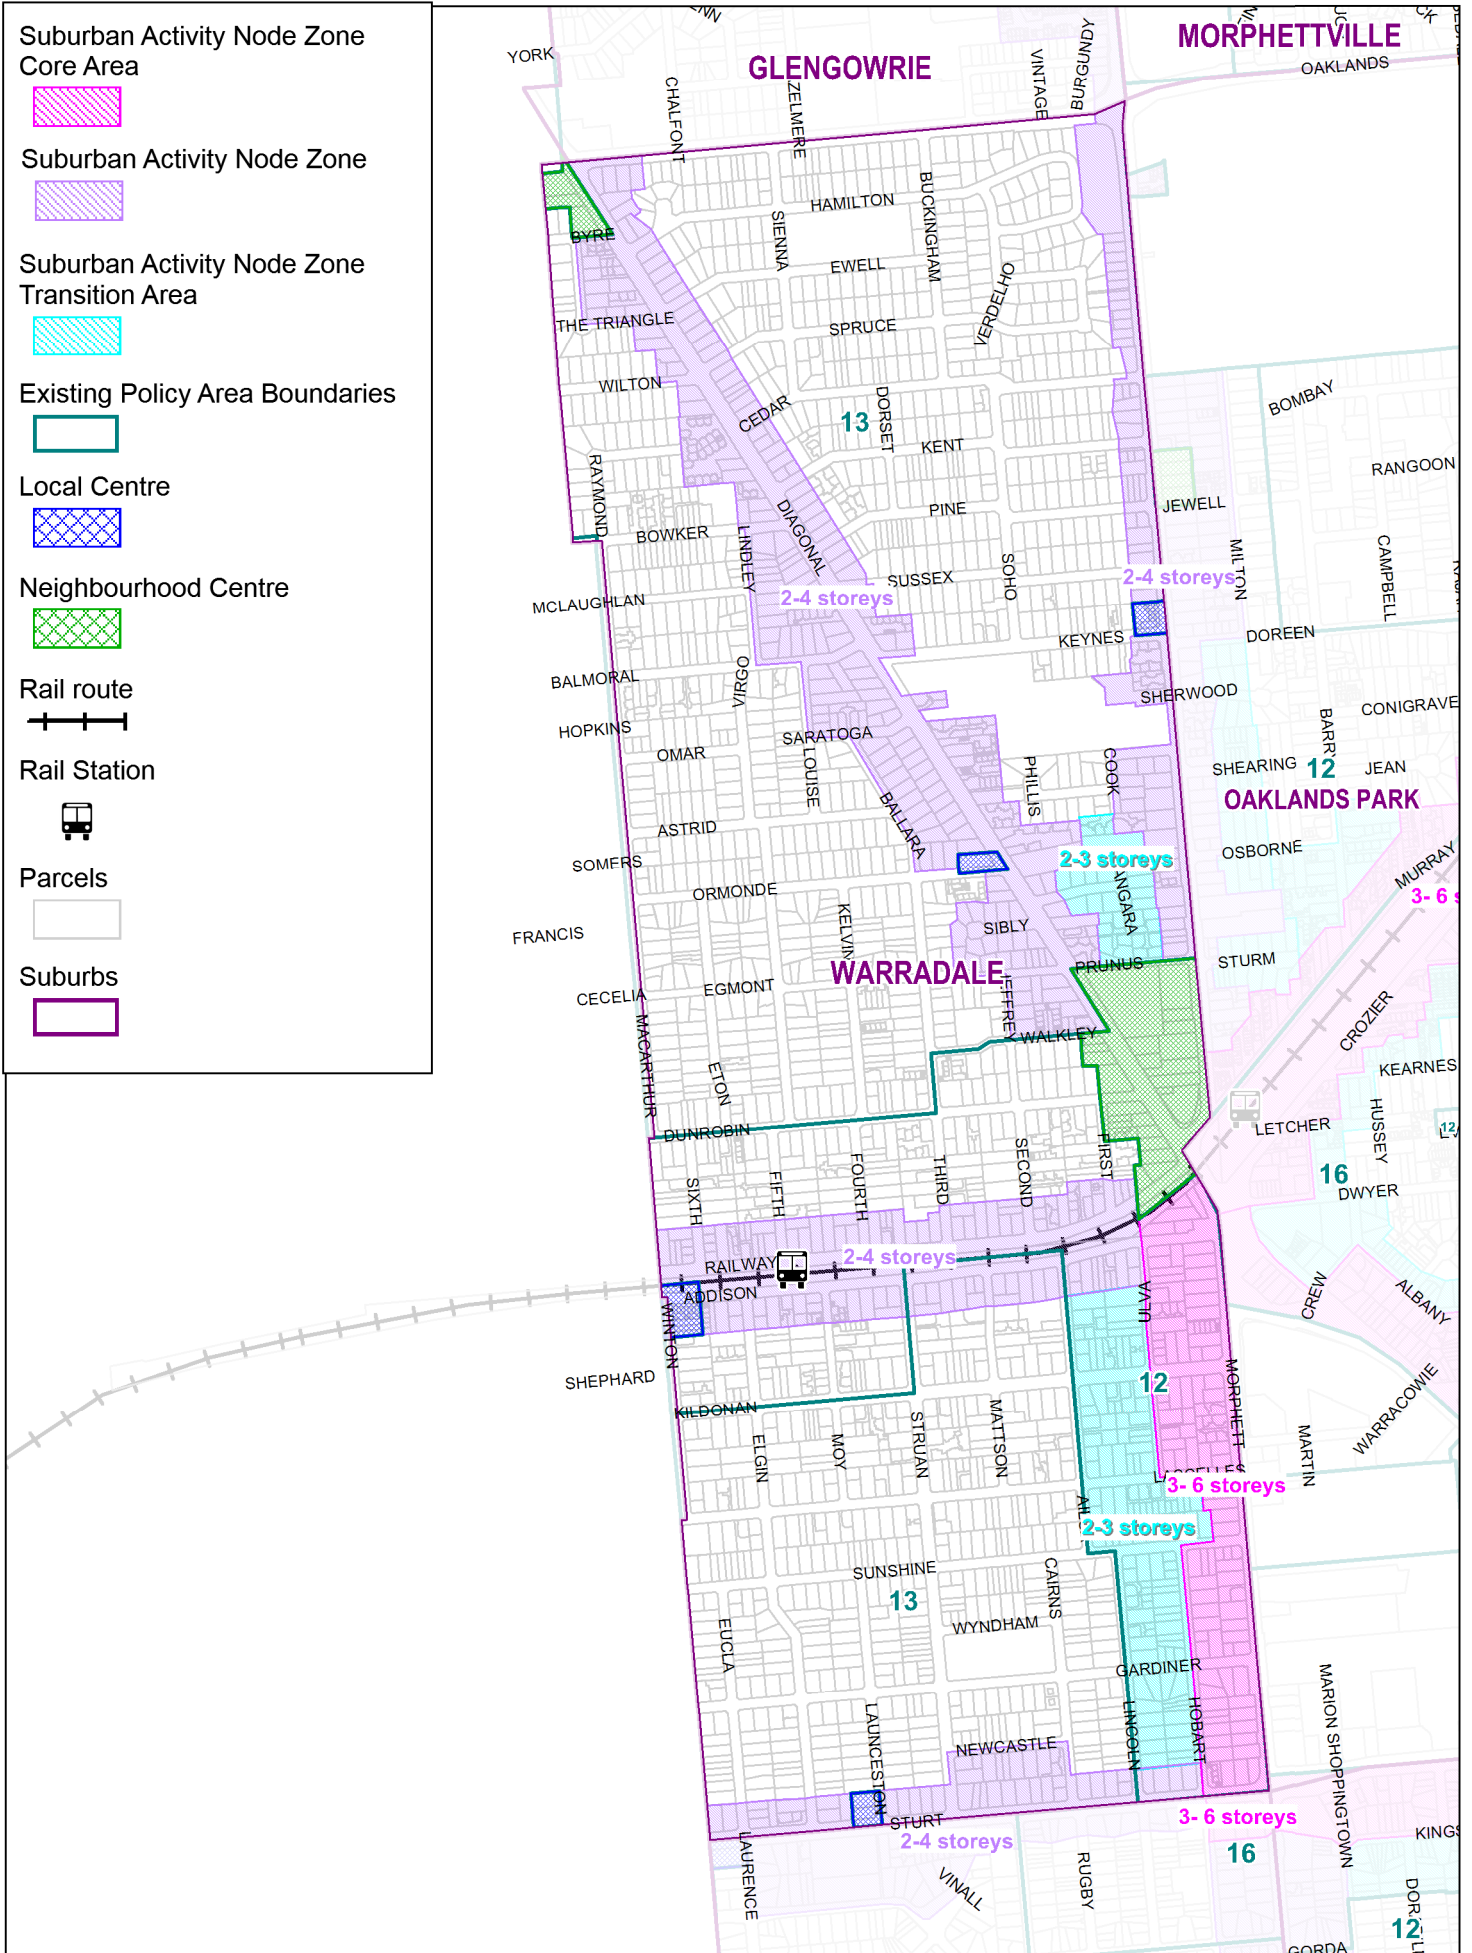 Suburban Activity Node Zone
Core Area
Suburban Activity Node Zone
Suburban Activity Node Zone
Transition Area
Existing Policy Area Boundaries
Local Centre
Neighbourhood Centre
Rail route
Rail Station
Parcels
Suburbs
YORK
GLENGOWRIE
MORPHETTVILLE
OAKLANDS
CHALFONT
VINTAGE
BURGUNDY
HAMILTON
BUCKINGHAM
SIENNA
BYRE
EWELL
VERDELHO
THE TRIANGLE
SPRUCE
WILTON
CEDAR
13
DORSET
KENT
BOMBAY
RANGOON
RAYMOND
PINE
JEWELL
BOWKER
LINDLEY
DIAGONAL
SUSSEX
SOHO
MILTON
CAMPBELL
2-4 storeys
2-4 storeys
MCLAUGHLAN
KEYNES
DOREEN
BALMORAL
VIRGO
SHERWOOD
HOPKINS
OMAR
SARATOGA
LOUISE
PHILLIS
COOK
BARRY
CONIGRAVE
SHEARING
12
JEAN
OAKLANDS PARK
ASTRID
BALLARA
SOMERS
2-3 storeys
OSBORNE
MURRAY
3- 6 s
ORMONDE
KELVIN
ANGARA
FRANCIS
SIBLY
WARRADALE
PRUNUS
STURM
CECELIA
EGMONT
JEFFREY
MACARTHUR
WALKLEY
CROZIER
ETON
KEARNES
DUNROBIN
LETCHER
HUSSEY
12
SIXTH
FIFTH
FOURTH
THIRD
SECOND
FIRST
16
DWYER
RAILWAY
2-4 storeys
ADDISON
WINTON
ULVA
CREW
ALBANY
SHEPHARD
12
MORPHETT
WARRACOWIE
KILDONAN
ELGIN
MOY
STRUAN
MATTSON
MARTIN
3- 6 storeys
2-3 storeys
SUNSHINE
CAIRNS
13
WYNDHAM
EUCLA
GARDINER
LAUNCESTON
NEWCASTLE
LINCOLN
HOBART
MARION SHOPPINGTOWN
STURT
3- 6 storeys
2-4 storeys
16
KINGS
LAURENCE
VINALL
RUGBY
12
GORDA